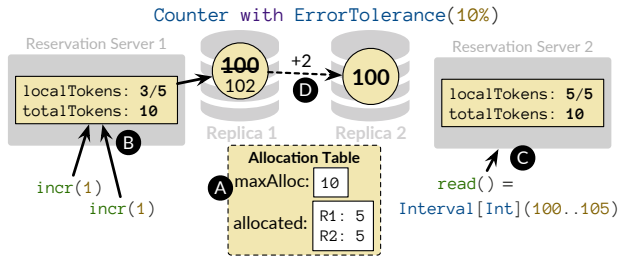 Counter with ErrorTolerance(10%)
Reservation Server 1
localTokens: 3/5
totalTokens: 10
B
incr(1)
incr(1)
100
102
Replica 1
+2
D
100
Replica 2
A
Allocation Table
maxAlloc: 10
allocated:
R1: 5
R2: 5
Reservation Server 2
localTokens: 5/5
totalTokens: 10
C
read() =
Interval[Int](100..105)